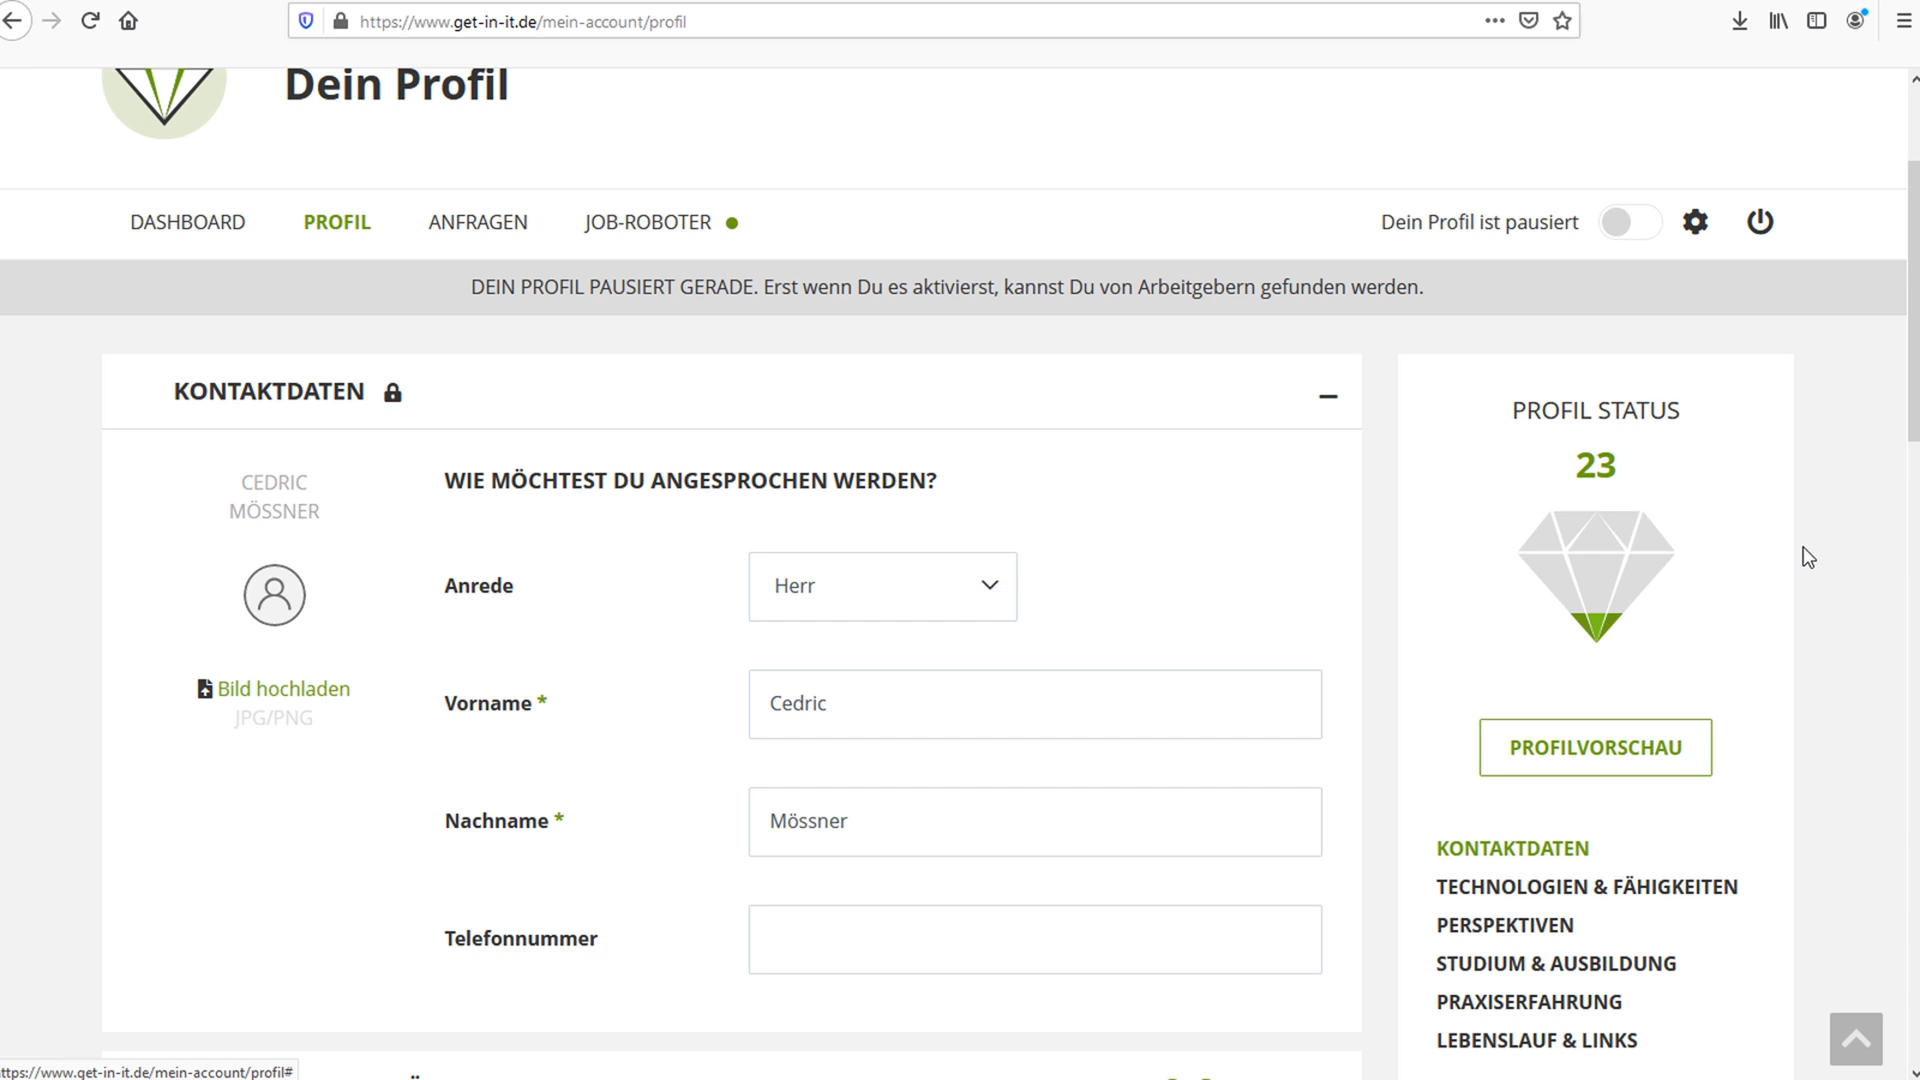 https://www.get-in-it.de/mein-account/profil
Dein Profil
DASHBOARD PROFIL ANFRAGEN JOB-ROBOTER Dein Profil ist pausiert
DEIN PROFIL PAUSIERT GERADE. Erst wenn Du es aktivierst, kannst Du von Arbeitgebern gefunden werden.
KONTAKTDATEN
CEDRIC
MÖSSNER
Bild hochladen
JPG/PNG
WIE MÖCHTEST DU ANGESPROCHEN WERDEN?
Anrede Herr
Vorname * Cedric
Nachname * Mössner
Telefonnummer
PROFIL STATUS
23
PROFILVORSCHAU
KONTAKTDATEN
TECHNOLOGIEN & FÄHIGKEITEN
PERSPEKTIVEN
STUDIUM & AUSBILDUNG
PRAXISERFAHRUNG
LEBENSLAUF & LINKS
ttps://www.get-in-it.de/mein-account/profil#